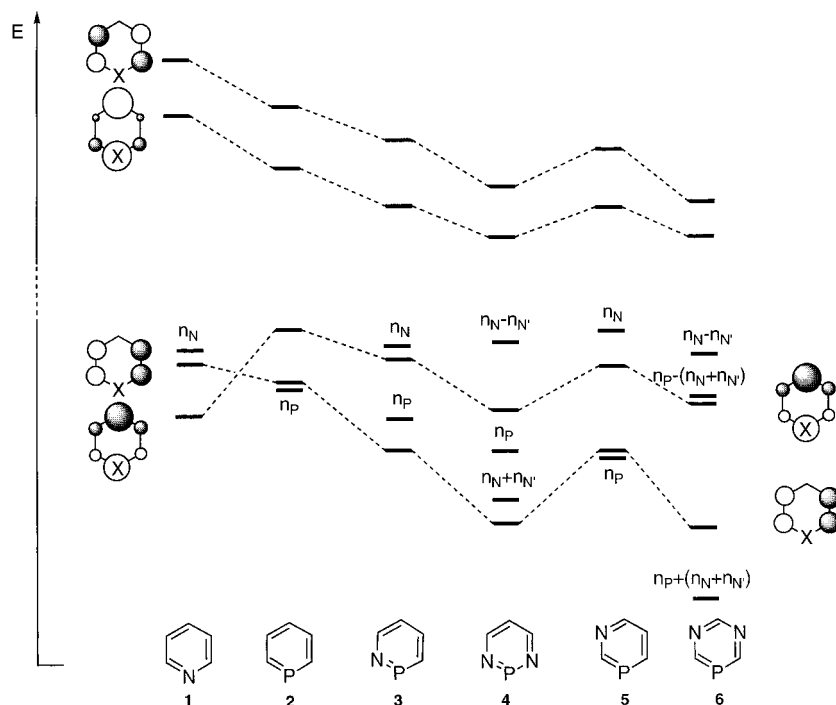 E
X
X
n_N
n_N
n_N-n_N'
n_N
n_N-n_N'
n_P-(n_N+n_N')
X
n_P
n_P
n_P
n_N+n_N'
n_P
X
X
X
n_P+(n_N+n_N')
N
P
N P
N P N
N P
N N P
1 2 3 4 5 6